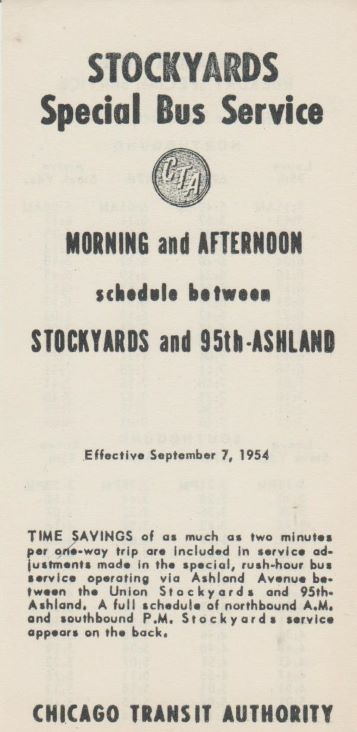 STOCKYARDS
Special Bus Service
CTA
MORNING and AFTERNOON
schedule between
STOCKYARDS and 95th-ASHLAND
Effective September 7, 1954
TIME SAVINGS of as much as two minutes
per one-way trip are included in service ad-
justments made in the special, rush-hour bus
service operating via Ashland Avenue be-
tween the Union Stockyards and 95th-
Ashland. A full schedule of northbound A.M.
and southbound P.M. Stockyards service
appears on the back.
CHICAGO TRANSIT AUTHORITY